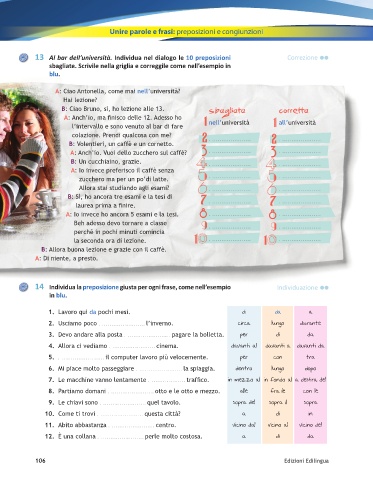 Unire parole e frasi: preposizioni e congiunzioni
13 Al bar dell'università. Individua nel dialogo le 10 preposizioni Correzione
sbagliate. Scrivile nella griglia e correggile come nell'esempio in
blu.
A: Ciao Antonella, come mai nell'università?
Hai lezione?
B: Ciao Bruno, sì, ho lezione alle 13.
A: Anch'io, ma finisco delle 12. Adesso ho
l'intervallo e sono venuto al bar di fare
colazione. Prendi qualcosa con me?
B: Volentieri, un caffè e un cornetto.
A: Anch'io. Vuoi dello zucchero sul caffè?
B: Un cucchiaino, grazie.
A: Io invece preferisco il caffè senza
zucchero ma per un po'di latte.
Allora stai studiando agli esami?
B: Sì, ho ancora tre esami e la tesi di
laurea prima a finire.
A: Io invece ho ancora 5 esami e la tesi.
Beh adesso devo tornare a classe
perché in pochi minuti comincia
la seconda ora di lezione.
B: Allora buona lezione e grazie con il caffè.
A: Di niente, a presto.
sbagliata corretta
1 nell'università 1 all'università
2 2
3 3
4 4
5 5
6 6
7 7
8 8
9 9
10 10
14 Individua la preposizione giusta per ogni frase, come nell'esempio Individuazione
in blu.
1. Lavoro qui da pochi mesi. di da a
2. Usciamo poco ........ l'inverno. circa lungo durante
3. Devo andare alla posta ........ pagare la bolletta. per di da
4. Allora ci vediamo ........ cinema. davanti al davanti a davanti da
5. ........ il computer lavoro più velocemente. per con tra
6. Mi piace molto passeggiare ........ la spiaggia. dentro lungo dopo
7. Le macchine vanno lentamente ........ traffico. in mezzo al in fondo al a destra del
8. Partiamo domani ........ otto e le otto e mezzo. alle fra le con le
9. Le chiavi sono ........ quel tavolo. sopra del sopra il sopra
10. Come ti trovi ........ questa città? a di in
11. Abito abbastanza ........ centro. vicino dal vicino al vicino del
12. È una collana ........ perle molto costosa. a di da
106 Edizioni Edilingua